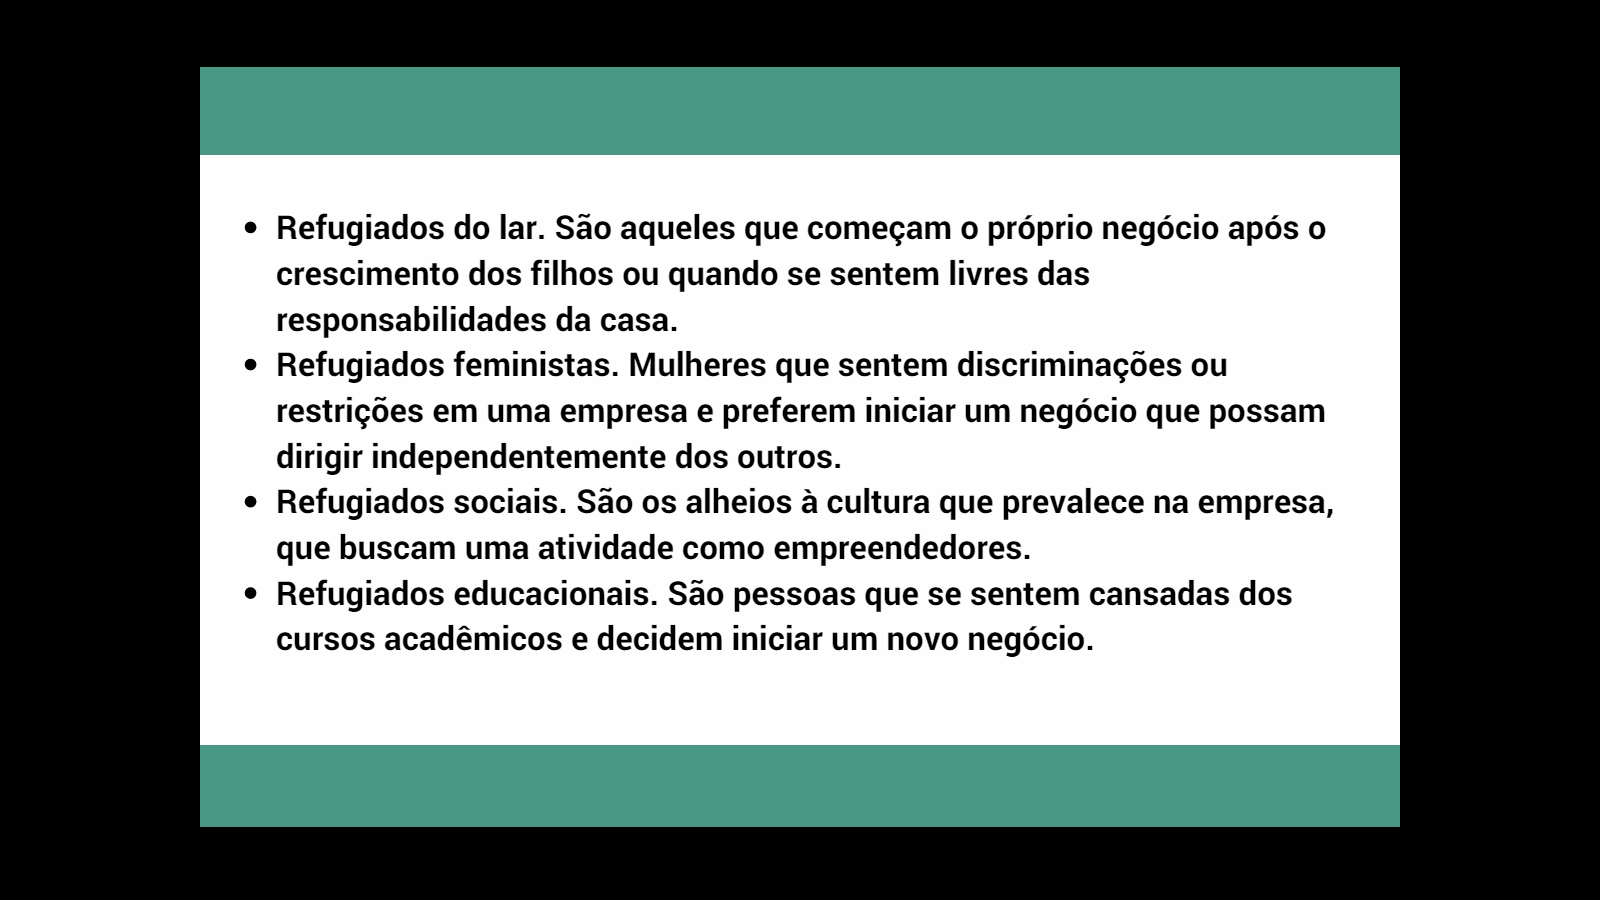 • Refugiados do lar. São aqueles que começam o próprio negócio após o
crescimento dos filhos ou quando se sentem livres das
responsabilidades da casa.
• Refugiados feministas. Mulheres que sentem discriminações ou
restrições em uma empresa e preferem iniciar um negócio que possam
dirigir independentemente dos outros.
• Refugiados sociais. São os alheios à cultura que prevalece na empresa,
que buscam uma atividade como empreendedores.
• Refugiados educacionais. São pessoas que se sentem cansadas dos
cursos acadêmicos e decidem iniciar um novo negócio.